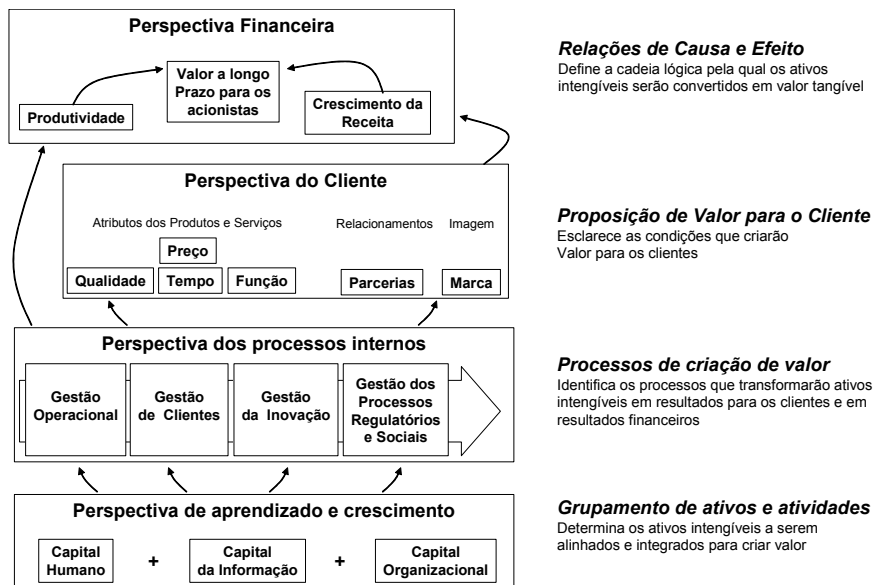 Perspectiva Financeira
Valor a longo
Prazo para os
acionistas
Produtividade
Crescimento da
Receita
Relações de Causa e Efeito
Define a cadeia lógica pela qual os ativos
intengíveis serão convertidos em valor tangível
Perspectiva do Cliente
Atributos dos Produtos e Serviços
Relacionamentos
Imagem
Preço
Qualidade
Tempo
Função
Parcerias
Marca
Proposição de Valor para o Cliente
Esclarece as condições que criarão
Valor para os clientes
Perspectiva dos processos internos
Gestão
Operacional
Gestão
de Clientes
Gestão
da Inovação
Gestão dos
Processos
Regulatórios
e Sociais
Processos de criação de valor
Identifica os processos que transformarão ativos
intengíveis em resultados para os clientes e em
resultados financeiros
Perspectiva de aprendizado e crescimento
Capital
Humano
+
Capital
da Informação
+
Capital
Organizacional
Grupamento de ativos e atividades
Determina os ativos intengíveis a serem
alinhados e integrados para criar valor